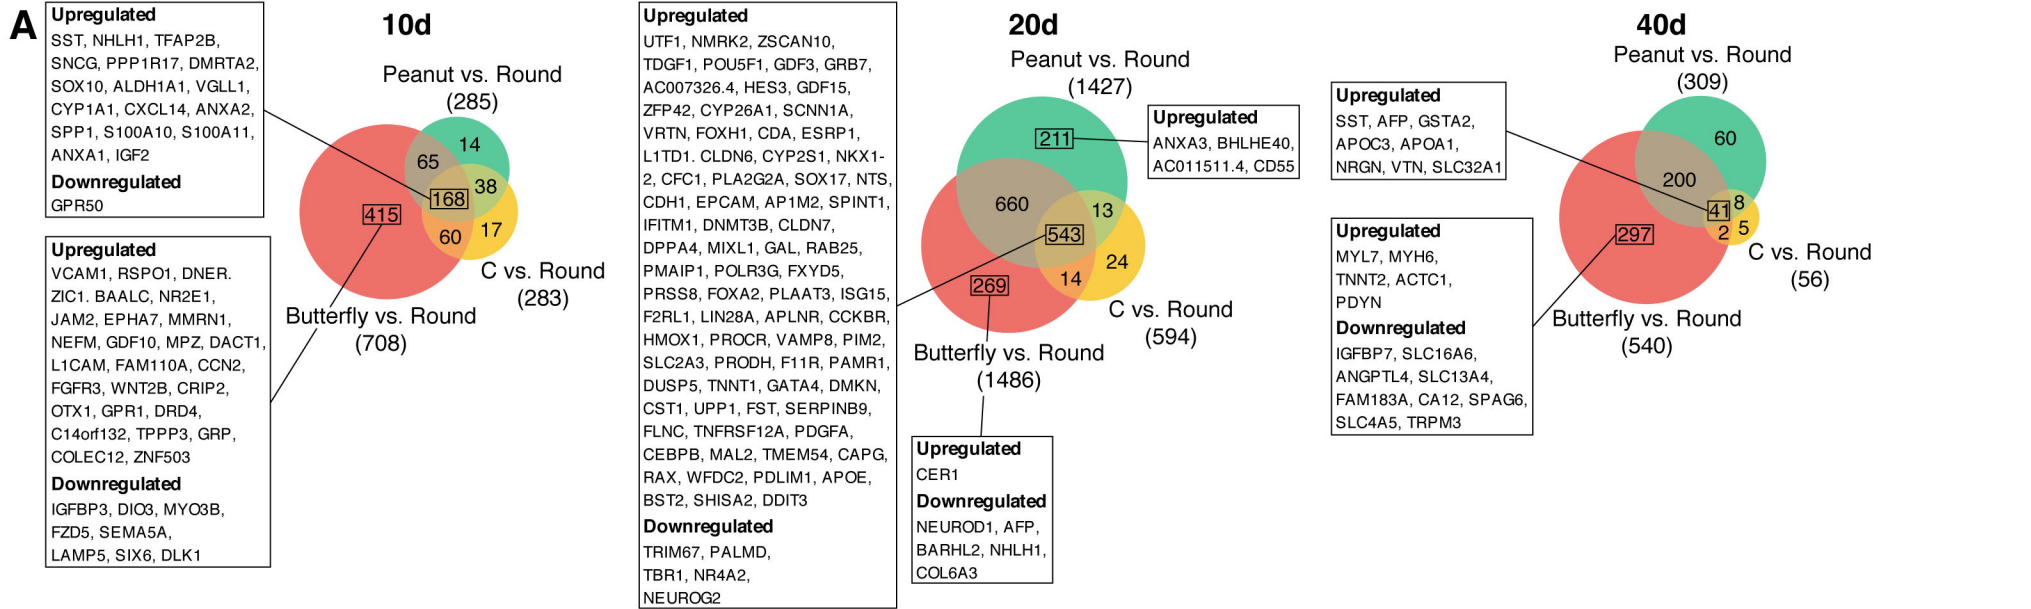 A
Upregulated
SST, NHLH1, TFAP2B,
SNCG, PPP1R17, DMRTA2,
SOX10, ALDH1A1, VGLL1,
CYP1A1, CXCL14, ANXA2,
SPP1, S100A10, S100A11,
ANXA1, IGF2
Downregulated
GPR50
Upregulated
VCAM1, RSPO1, DNER.
ZIC1. BAALC, NR2E1,
JAM2, EPHA7, MMRN1,
NEFM, GDF10, MPZ, DACT1,
L1CAM, FAM110A, CCN2,
FGFR3, WNT2B, CRIP2,
OTX1, GPR1, DRD4,
C14orf132, TPPP3, GRP,
COLEC12, ZNF503
Downregulated
IGFBP3, DIO3, MYO3B,
FZD5, SEMA5A,
LAMP5, SIX6, DLK1
10d
Peanut vs. Round
(285)
14
65
38
168
415
60
17
C vs. Round
(283)
Butterfly vs. Round
(708)
Upregulated
UTF1, NMRK2, ZSCAN10,
TDGF1, POU5F1, GDF3, GRB7,
AC007326.4, HES3, GDF15,
ZFP42, CYP26A1, SCNN1A,
VRTN, FOXH1, CDA, ESRP1,
L1TD1. CLDN6, CYP2S1, NKX1-
2, CFC1, PLA2G2A, SOX17, NTS,
CDH1, EPCAM, AP1M2, SPINT1,
IFITM1, DNMT3B, CLDN7,
DPPA4, MIXL1, GAL, RAB25,
PMAIP1, POLR3G, FXYD5,
PRSS8, FOXA2, PLAAT3, ISG15,
F2RL1, LIN28A, APLNR, CCKBR,
HMOX1, PROCR, VAMP8, PIM2,
SLC2A3, PRODH, F11R, PAMR1,
DUSP5, TNNT1, GATA4, DMKN,
CST1, UPP1, FST, SERPINB9,
FLNC, TNFRSF12A, PDGFA,
CEBPB, MAL2, TMEM54, CAPG,
RAX, WFDC2, PDLIM1, APOE,
BST2, SHISA2, DDIT3
Downregulated
TRIM67, PALMD,
TBR1, NR4A2,
NEUROG2
20d
Peanut vs. Round
(1427)
211
Upregulated
ANXA3, BHLHE40,
AC011511.4, CD55
660
13
543
24
14
269
C vs. Round
(594)
Butterfly vs. Round
(1486)
Upregulated
CER1
Downregulated
NEUROD1, AFP,
BARHL2, NHLH1,
COL6A3
40d
Peanut vs. Round
(309)
Upregulated
SST, AFP, GSTA2,
APOC3, APOA1,
NRGN, VTN, SLC32A1
Upregulated
MYL7, MYH6,
TNNT2, ACTC1,
PDYN
Downregulated
IGFBP7, SLC16A6,
ANGPTL4, SLC13A4,
FAM183A, CA12, SPAG6,
SLC4A5, TRPM3
60
200
8
41
5
2
297
C vs. Round
(56)
Butterfly vs. Round
(540)